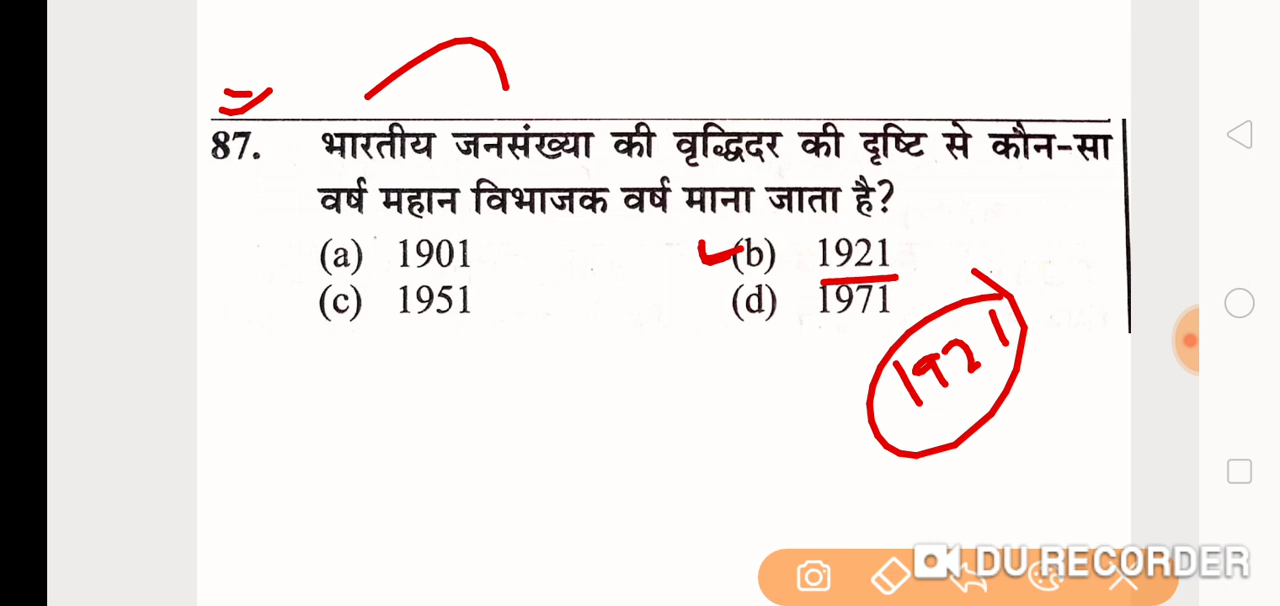 87. भारतीय जनसंख्या की वृद्धिदर की दृष्टि से कौन-सा
वर्ष महान विभाजक वर्ष माना जाता है?
(a) 1901 (b) 1921
(c) 1951 (d) 1971
1921
DU RECORDER